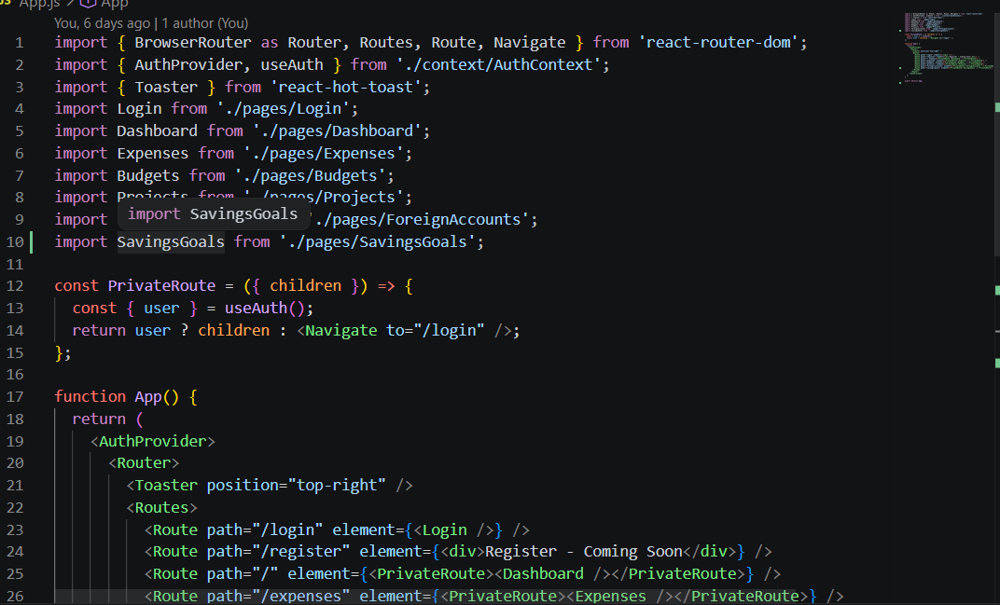 JS App.js > App
You, 6 days ago | 1 author (You)
1 import { BrowserRouter as Router, Routes, Route, Navigate } from 'react-router-dom';
2 import { AuthProvider, useAuth } from './context/AuthContext';
3 import { Toaster } from 'react-hot-toast';
4 import Login from './pages/Login';
5 import Dashboard from './pages/Dashboard';
6 import Expenses from './pages/Expenses';
7 import Budgets from './pages/Budgets';
8 import Projects from './pages/Projects';
import SavingsGoals
9 import './pages/ForeignAccounts';
10 import SavingsGoals from './pages/SavingsGoals';
11
12 const PrivateRoute = ({ children }) => {
13 const { user } = useAuth();
14 return user ? children : <Navigate to="/login" />;
15 };
16
17 function App() {
18 return (
19 <AuthProvider>
20 <Router>
21 <Toaster position="top-right" />
22 <Routes>
23 <Route path="/login" element={<Login />} />
24 <Route path="/register" element={<div>Register - Coming Soon</div>} />
25 <Route path="/" element={<PrivateRoute><Dashboard /></PrivateRoute>} />
26 <Route path="/expenses" element={<PrivateRoute><Expenses /></PrivateRoute>} />